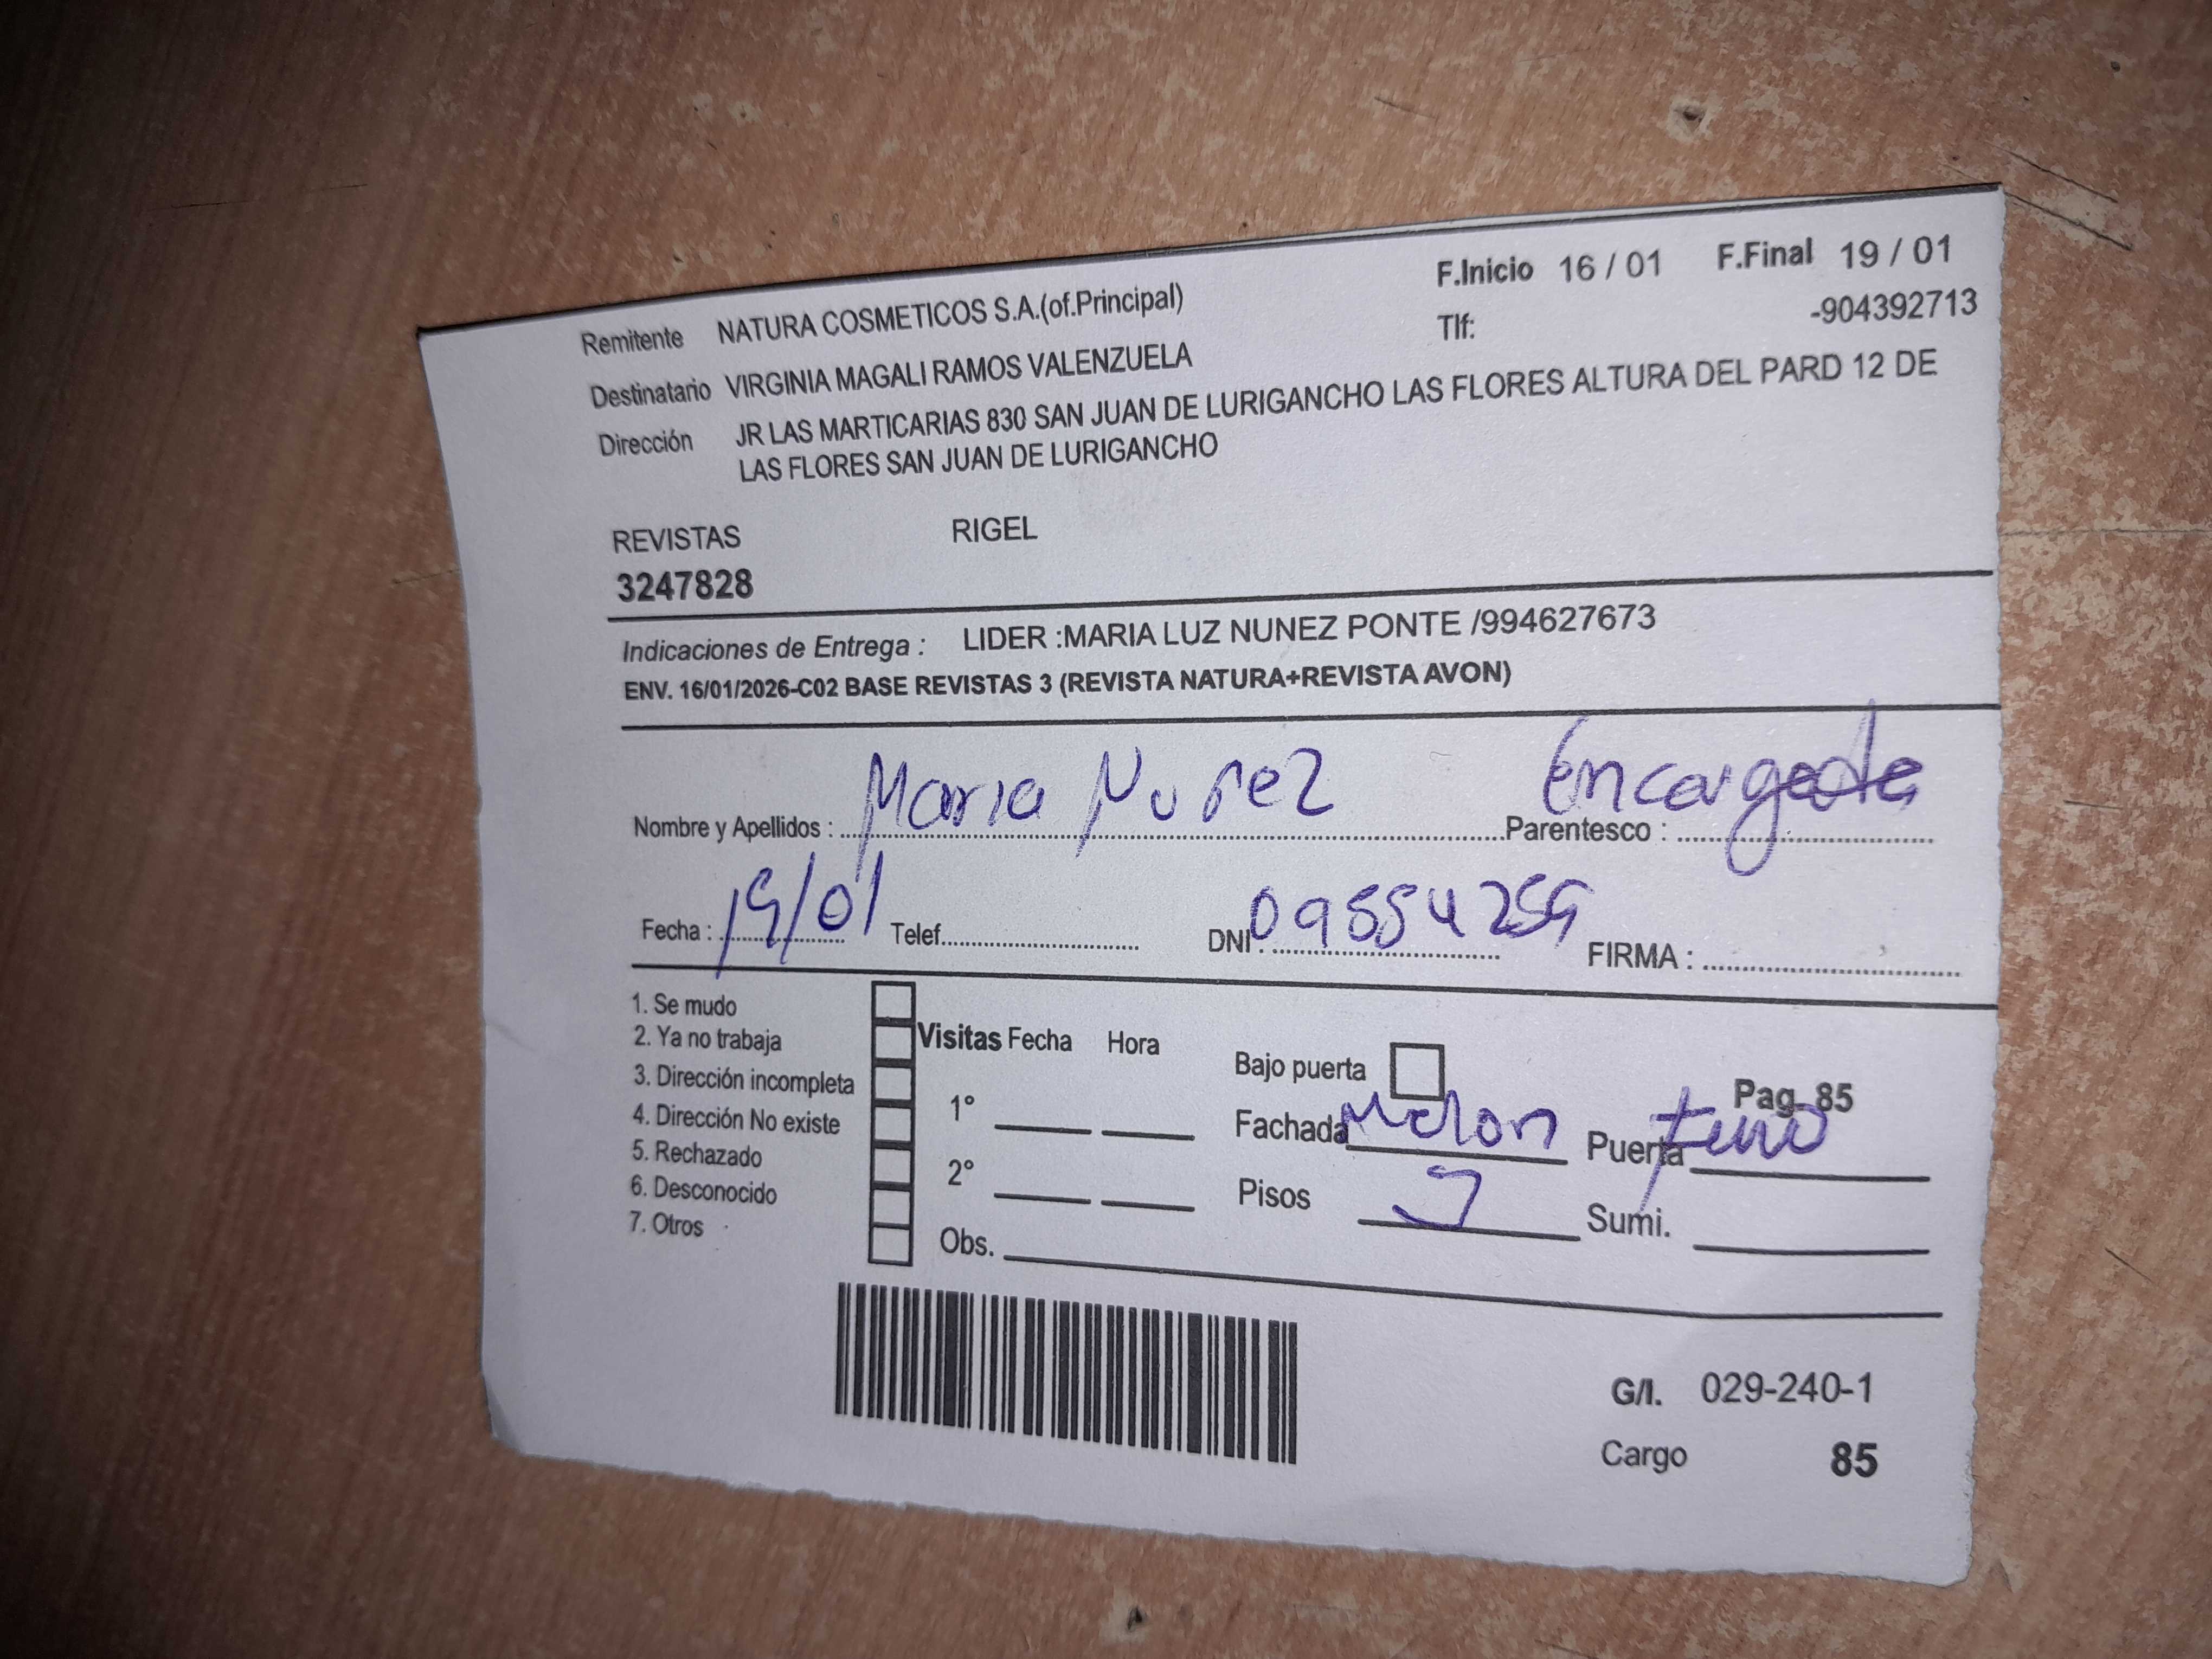 F.Inicio 16 / 01 F.Final 19 / 01
Remitente NATURA COSMETICOS S.A.(of.Principal) Tlf: -904392713
Destinatario VIRGINIA MAGALI RAMOS VALENZUELA
Dirección JR LAS MARTICARIAS 830 SAN JUAN DE LURIGANCHO LAS FLORES ALTURA DEL PARD 12 DE
LAS FLORES SAN JUAN DE LURIGANCHO
REVISTAS RIGEL
3247828
Indicaciones de Entrega : LIDER :MARIA LUZ NUNEZ PONTE /994627673
ENV. 16/01/2026-C02 BASE REVISTAS 3 (REVISTA NATURA+REVISTA AVON)
Nombre y Apellidos : Maria Nuñez Parentesco : Encargada
Fecha : 19/01 Telef. DNI : FIRMA :
1. Se mudo
2. Ya no trabaja
3. Dirección incompleta
4. Dirección No existe
5. Rechazado
6. Desconocido
7. Otros
Visitas Fecha Hora
1°
2°
Obs.
Bajo puerta
Pag. 85
Fachada Melon Puerta
Pisos Sumi.
G/I. 029-240-1
Cargo 85